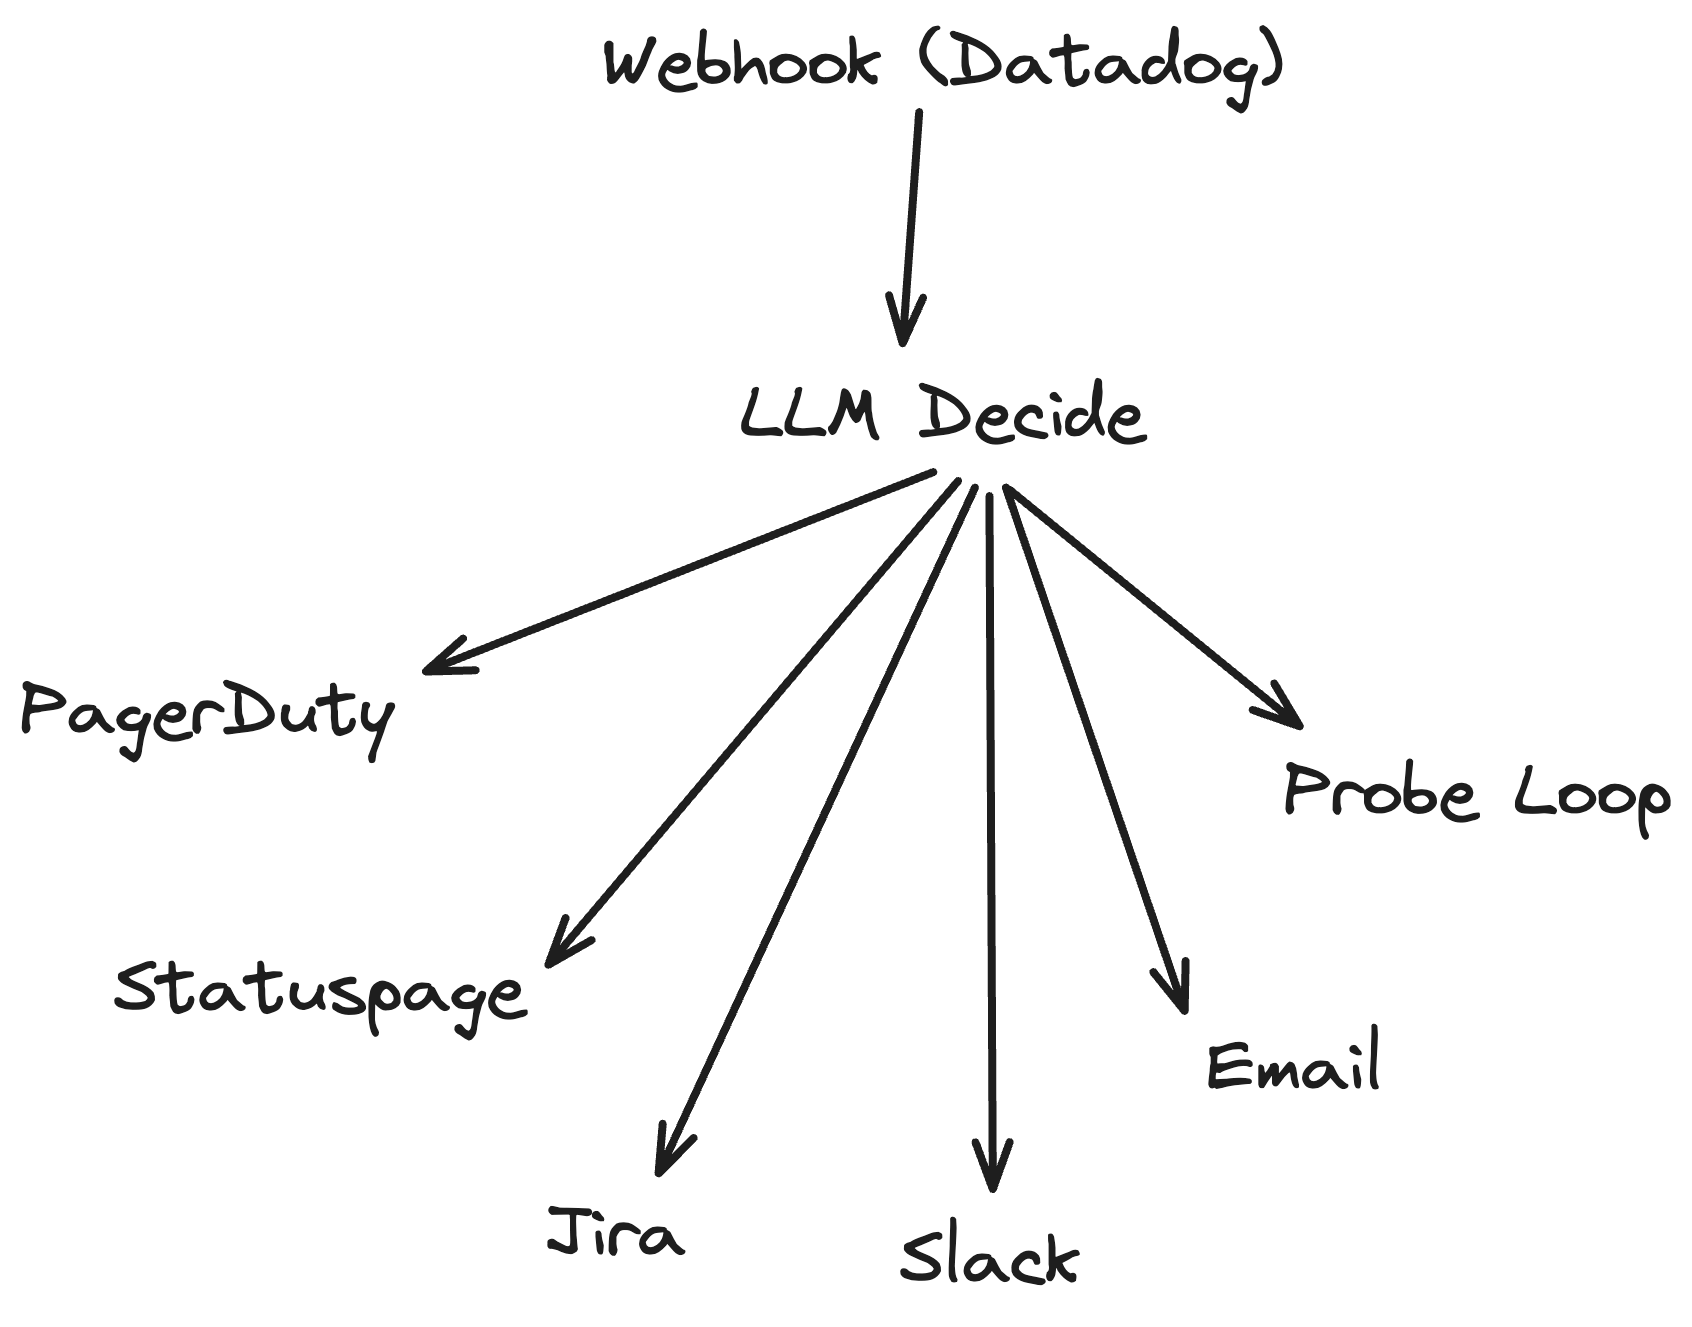 Webhook (Datadog)
LLM Decide
PagerDuty
Probe Loop
Statuspage
Email
Jira
Slack